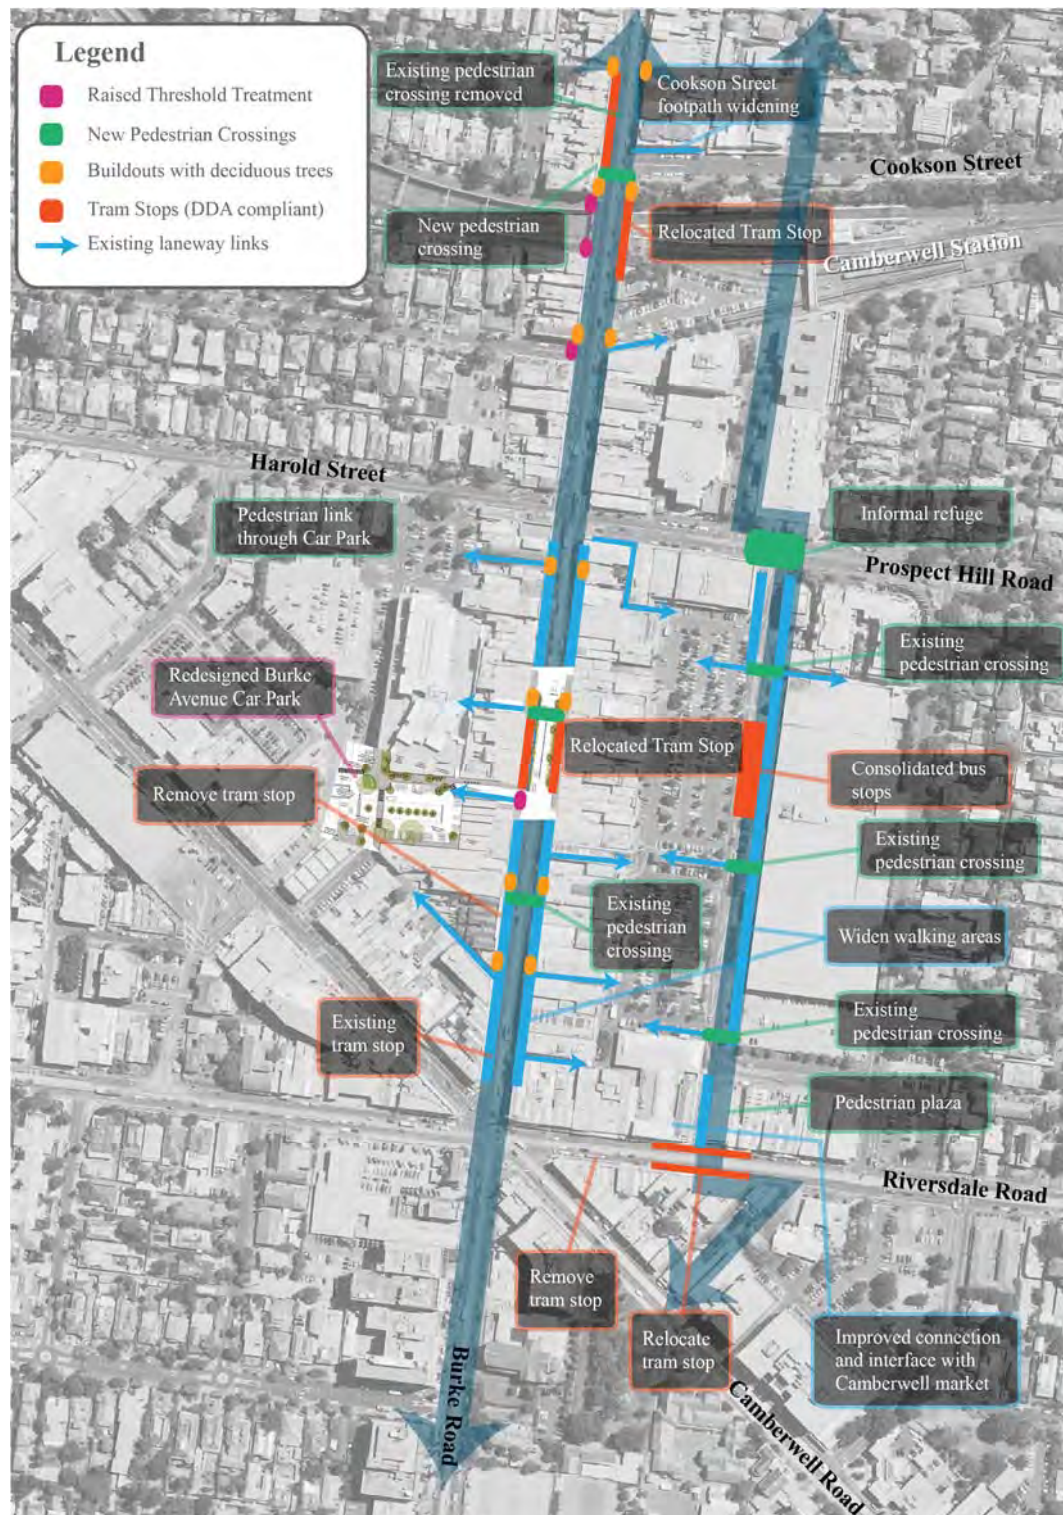 Legend
Raised Threshold Treatment
New Pedestrian Crossings
Buildouts with deciduous trees
Tram Stops (DDA compliant)
Existing laneway links
Existing pedestrian
crossing removed
Cookson Street
footpath widening
Cookson Street
New pedestrian
crossing
Relocated Tram Stop
Camberwell Station
Harold Street
Pedestrian link
through Car Park
Informal refuge
Prospect Hill Road
Existing
pedestrian crossing
Redesigned Burke
Avenue Car Park
Relocated Tram Stop
Remove tram stop
Consolidated bus
stops
Existing
pedestrian crossing
Existing
pedestrian
crossing
Widen walking areas
Existing
tram stop
Existing
pedestrian crossing
Pedestrian plaza
Riversdale Road
Remove
tram stop
Relocate
tram stop
Improved connection
and interface with
Camberwell market
Burke Road
Camberwell Road